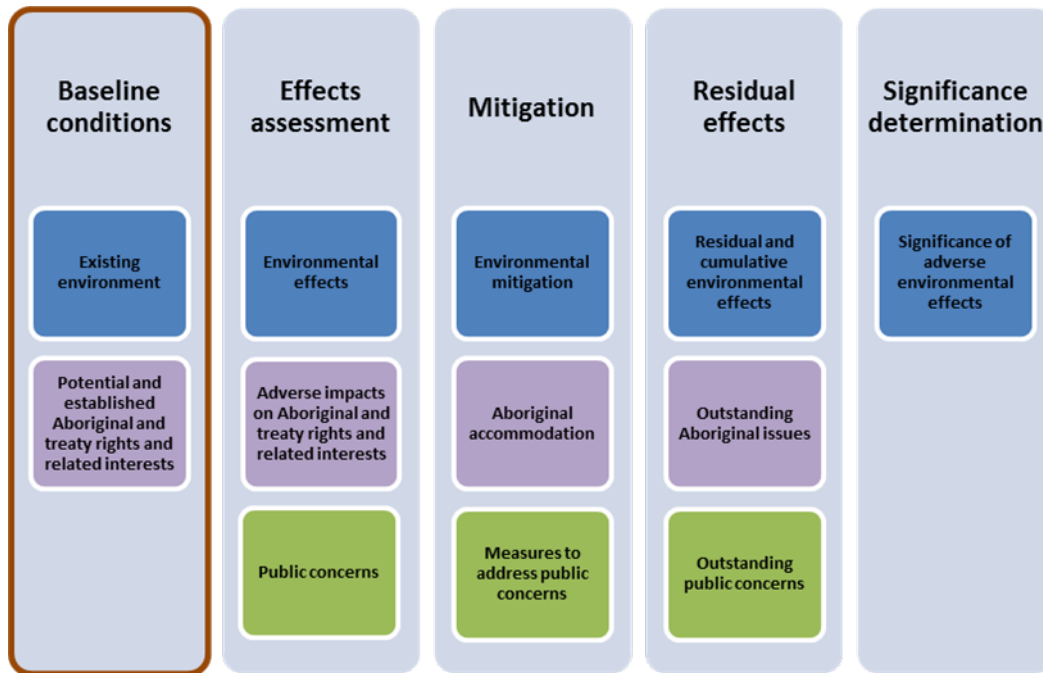 Baseline
conditions
Effects
assessment
Mitigation
Residual
effects
Significance
determination
Existing
environment
Environmental
effects
Environmental
mitigation
Residual and
cumulative
environmental
effects
Significance of
adverse
environmental
effects
Potential and
established
Aboriginal and
treaty rights and
related interests
Adverse impacts
on Aboriginal and
treaty rights and
related interests
Aboriginal
accommodation
Outstanding
Aboriginal issues
Public concerns
Measures to
address public
concerns
Outstanding
public concerns